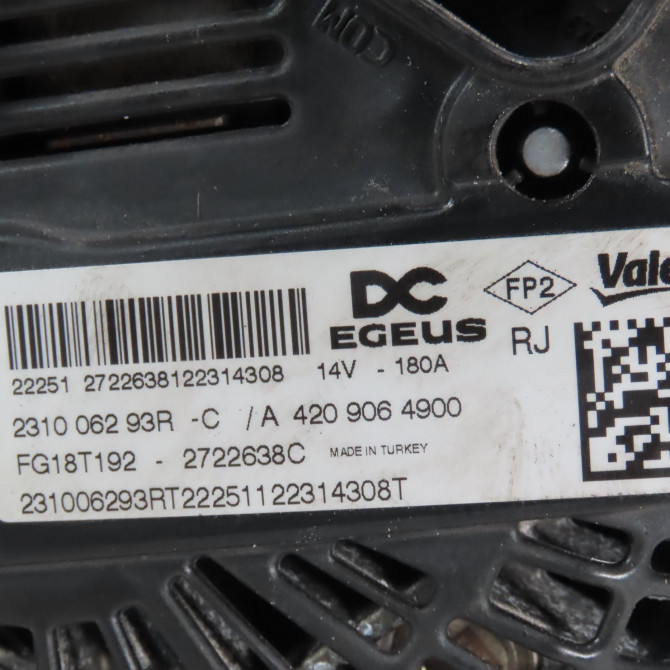 COM
DC
EGEUS
FP2
RJ
22251 2722638122314308
14V - 180A
2310 062 93R -C /A 420 906 4900
FG18T192 - 2722638C MADE IN TURKEY
231006293RT22251122314308T